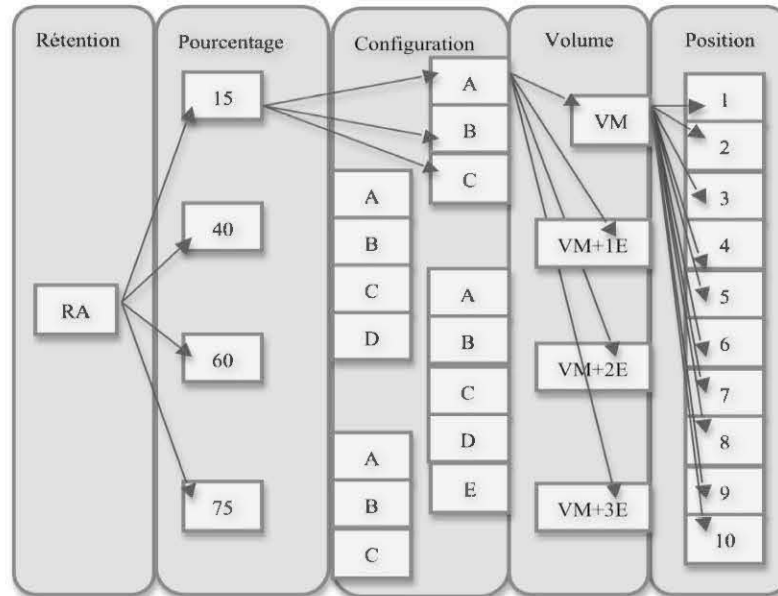 Rétention
Pourcentage
Configuration
Volume
Position
RA
15
40
60
75
A
B
C
A
B
C
D
A
B
C
D
E
A
B
C
VM
VM+1E
VM+2E
VM+3E
1
2
3
4
5
6
7
8
9
10